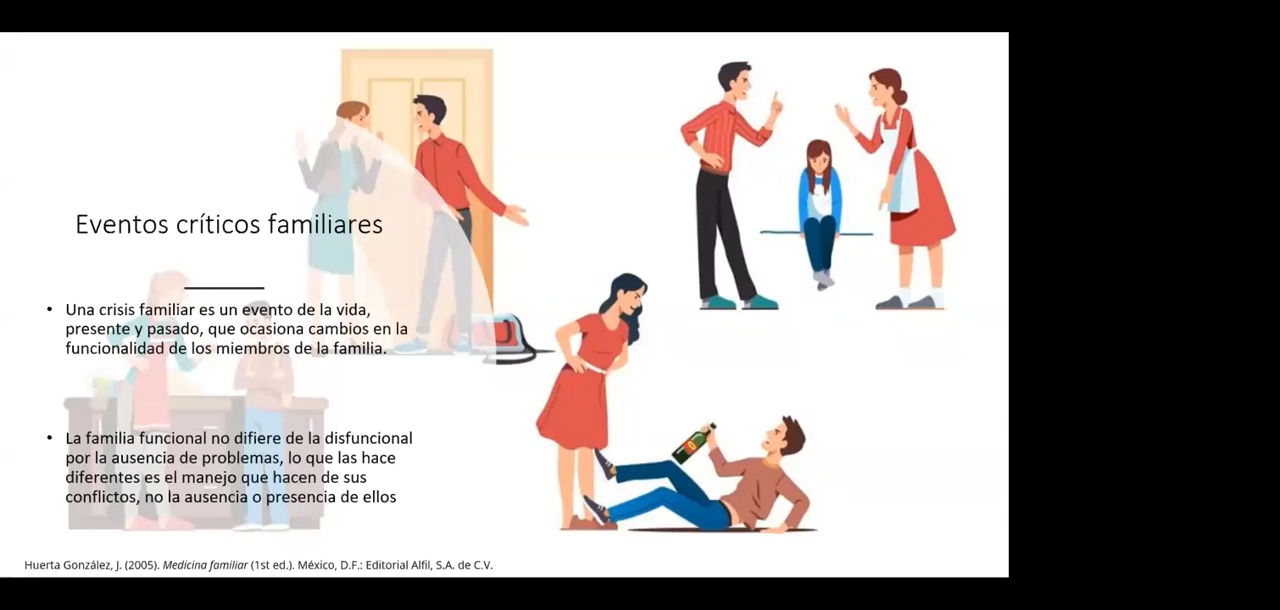 Eventos críticos familiares
• Una crisis familiar es un evento de la vida,
presente y pasado, que ocasiona cambios en la
funcionalidad de los miembros de la familia.
• La familia funcional no difiere de la disfuncional
por la ausencia de problemas, lo que las hace
diferentes es el manejo que hacen de sus
conflictos, no la ausencia o presencia de ellos
Huerta González, J. (2005). Medicina familiar (1st ed.). México, D.F.: Editorial Alfil, S.A. de C.V.